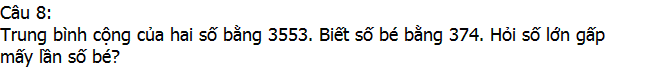 Câu 8:
Trung bình cộng của hai số bằng 3553. Biết số bé bằng 374. Hỏi số lớn gấp
mấy lần số bé?